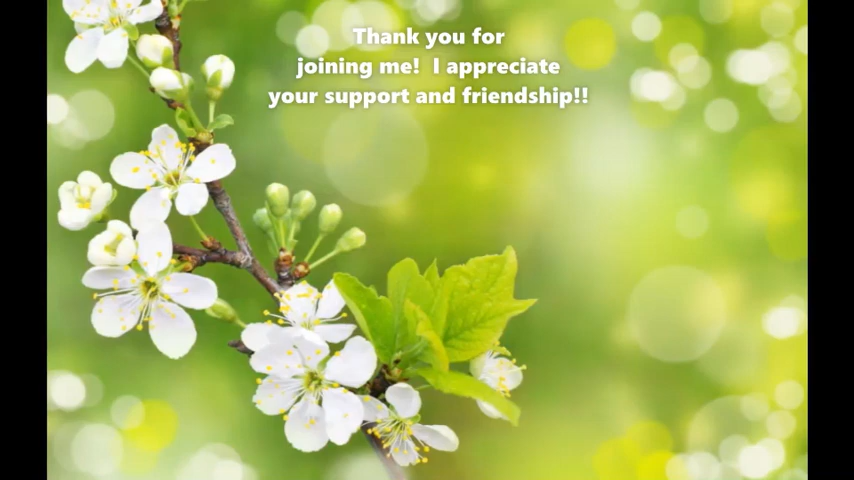 Thank you for
joining me!  I appreciate
your support and friendship!!